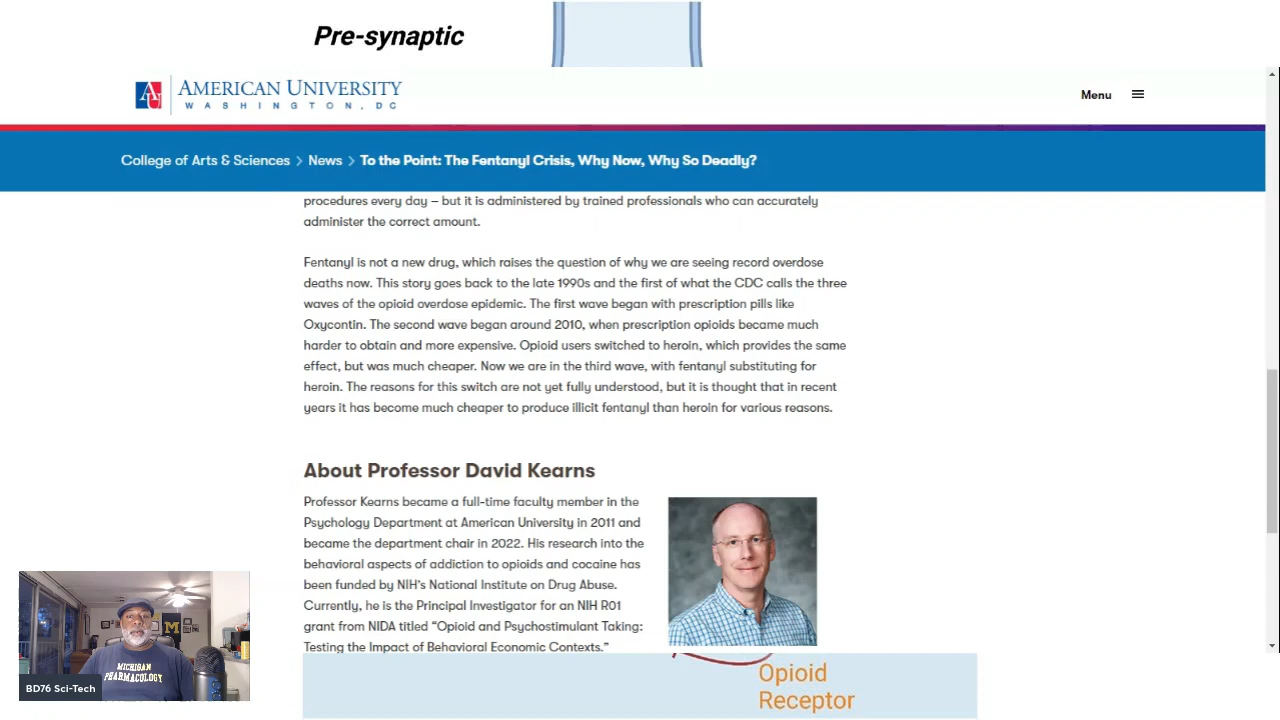 Pre-synaptic
AU
AMERICAN UNIVERSITY
WASHINGTON, DC
Menu
College of Arts & Sciences > News > To the Point: The Fentanyl Crisis, Why Now, Why So Deadly?
procedures every day – but it is administered by trained professionals who can accurately
administer the correct amount.
Fentanyl is not a new drug, which raises the question of why we are seeing record overdose
deaths now. This story goes back to the late 1990s and the first of what the CDC calls the three
waves of the opioid overdose epidemic. The first wave began with prescription pills like
Oxycontin. The second wave began around 2010, when prescription opioids became much
harder to obtain and more expensive. Opioid users switched to heroin, which provides the same
effect, but was much cheaper. Now we are in the third wave, with fentanyl substituting for
heroin. The reasons for this switch are not yet fully understood, but it is thought that in recent
years it has become much cheaper to produce illicit fentanyl than heroin for various reasons.
About Professor David Kearns
Professor Kearns became a full-time faculty member in the
Psychology Department at American University in 2011 and
became the department chair in 2022. His research into the
behavioral aspects of addiction to opioids and cocaine has
been funded by NIH's National Institute on Drug Abuse.
Currently, he is the Principal Investigator for an NIH R01
grant from NIDA titled “Opioid and Psychostimulant Taking:
Testing the Impact of Behavioral Economic Contexts.”
M
MICHIGAN
PHARMACOLOGY
BD76 Sci-Tech
Opioid
Receptor